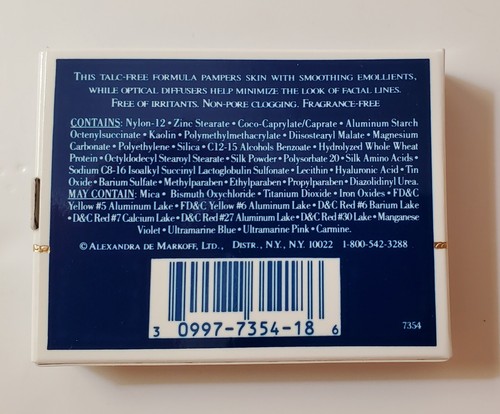 THIS TALC-FREE FORMULA PAMPERS SKIN WITH SMOOTHING EMOLLIENTS,
WHILE OPTICAL DIFFUSERS HELP MINIMIZE THE LOOK OF FACIAL LINES.
FREE OF IRRITANTS. NON-PORE CLOGGING. FRAGRANCE-FREE
CONTAINS: Nylon-12 • Zinc Stearate • Coco-Caprylate/Caprate • Aluminum Starch
Octenylsuccinate • Kaolin • Polymethylmethacrylate • Diisostearyl Malate • Magnesium
Carbonate • Polyethylene • Silica • C12-15 Alcohols Benzoate • Hydrolyzed Whole Wheat
Protein • Octyldodecyl Stearoyl Stearate • Silk Powder • Polysorbate 20 • Silk Amino Acids •
Sodium C8-16 Isoalkyl Succinyl Lactoglobulin Sulfonate • Lecithin • Hyaluronic Acid • Tin
Oxide • Barium Sulfate • Methylparaben • Ethylparaben • Propylparaben • Diazolidinyl Urea.
MAY CONTAIN: Mica • Bismuth Oxychloride • Titanium Dioxide • Iron Oxides • FD&C
Yellow #5 Aluminum Lake • FD&C Yellow #6 Aluminum Lake • D&C Red #6 Barium Lake
• D&C Red #7 Calcium Lake • D&C Red #27 Aluminum Lake • D&C Red #30 Lake • Manganese
Violet • Ultramarine Blue • Ultramarine Pink • Carmine.
© ALEXANDRA DE MARKOFF, LTD., DISTR., N.Y., N.Y. 10022 1-800-542-3288
3 0997-7354-18 6
7354